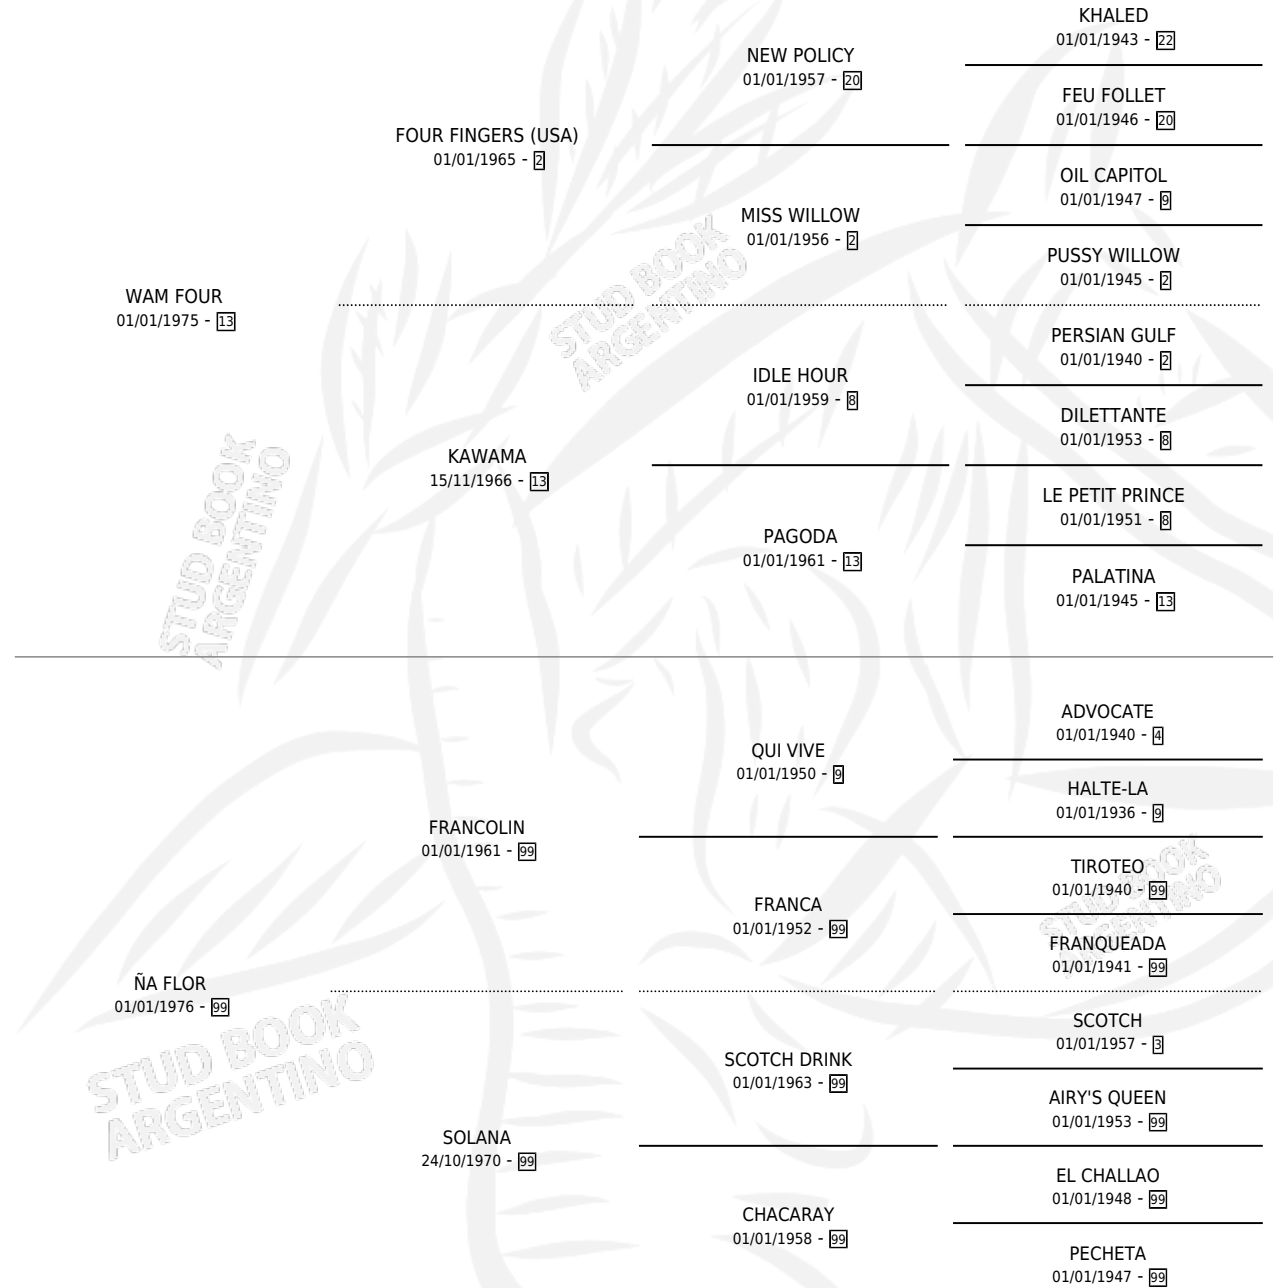 KHALED
01/01/1943 - 22
NEW POLICY
01/01/1957 - 20
FEU FOLLET
01/01/1946 - 20
FOUR FINGERS (USA)
01/01/1965 - 2
OIL CAPITOL
01/01/1947 - 9
MISS WILLOW
01/01/1956 - 2
PUSSY WILLOW
01/01/1945 - 2
WAM FOUR
01/01/1975 - 13
PERSIAN GULF
01/01/1940 - 2
IDLE HOUR
01/01/1959 - 8
DILETTANTE
01/01/1953 - 8
KAWAMA
15/11/1966 - 13
LE PETIT PRINCE
01/01/1951 - 8
PAGODA
01/01/1961 - 13
PALATINA
01/01/1945 - 13
ADVOCATE
01/01/1940 - 4
QUI VIVE
01/01/1950 - 9
HALTE-LA
01/01/1936 - 9
FRANCOLIN
01/01/1961 - 99
TIROTEO
01/01/1940 - 99
FRANCA
01/01/1952 - 99
FRANQUEADA
01/01/1941 - 99
ÑA FLOR
01/01/1976 - 99
SCOTCH
01/01/1957 - 3
SCOTCH DRINK
01/01/1963 - 99
AIRY'S QUEEN
01/01/1953 - 99
SOLANA
24/10/1970 - 99
EL CHALLAO
01/01/1948 - 99
CHACARAY
01/01/1958 - 99
PECHETA
01/01/1947 - 99
STUD BOOK
ARGENTINO
STUD BOOK
ARGENTINO
STUD BOOK
ARGENTINO
STUD BOOK
ARGENTINO